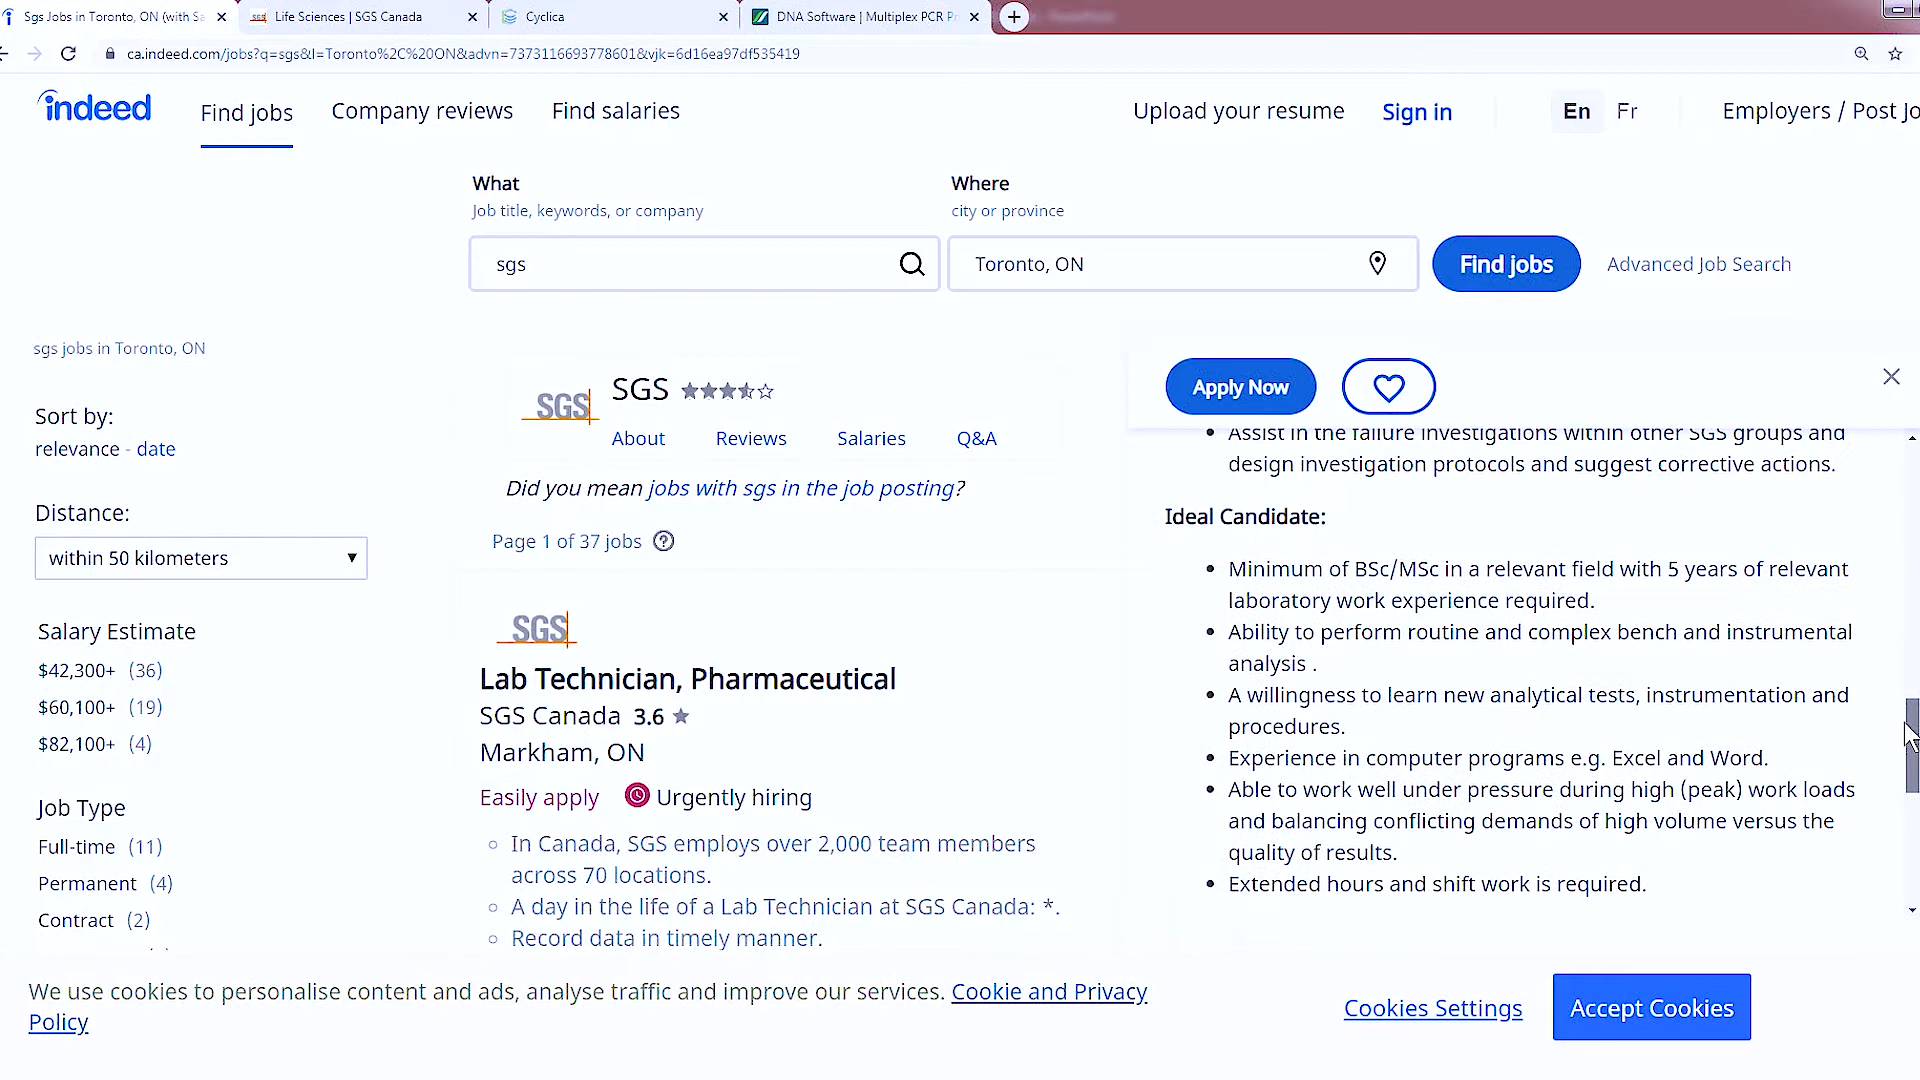 Sgs Jobs in Toronto, ON (with Sa
Life Sciences | SGS Canada
Cyclica
DNA Software | Multiplex PCR Pr
ca.indeed.com/jobs?q=sgs&l=Toronto%2C%20ON&advn=7373116693778601&vjk=6d16ea97df535419
indeed
Find jobs
Company reviews
Find salaries
Upload your resume
Sign in
En
Fr
Employers / Post Jo
What
Job title, keywords, or company
Where
city or province
sgs
Toronto, ON
Find jobs
Advanced Job Search
sgs jobs in Toronto, ON
Sort by:
relevance - date
Distance:
within 50 kilometers
Salary Estimate
$42,300+ (36)
$60,100+ (19)
$82,100+ (4)
Job Type
Full-time (11)
Permanent (4)
Contract (2)
SGS
SGS
About
Reviews
Salaries
Q&A
Did you mean jobs with sgs in the job posting?
Page 1 of 37 jobs
SGS
Lab Technician, Pharmaceutical
SGS Canada 3.6
Markham, ON
Easily apply
Urgently hiring
In Canada, SGS employs over 2,000 team members
across 70 locations.
A day in the life of a Lab Technician at SGS Canada: *.
Record data in timely manner.
Apply Now
Assist in the failure investigations within other SGS groups and
design investigation protocols and suggest corrective actions.
Ideal Candidate:
Minimum of BSc/MSc in a relevant field with 5 years of relevant
laboratory work experience required.
Ability to perform routine and complex bench and instrumental
analysis .
A willingness to learn new analytical tests, instrumentation and
procedures.
Experience in computer programs e.g. Excel and Word.
Able to work well under pressure during high (peak) work loads
and balancing conflicting demands of high volume versus the
quality of results.
Extended hours and shift work is required.
We use cookies to personalise content and ads, analyse traffic and improve our services. Cookie and Privacy
Policy
Cookies Settings
Accept Cookies